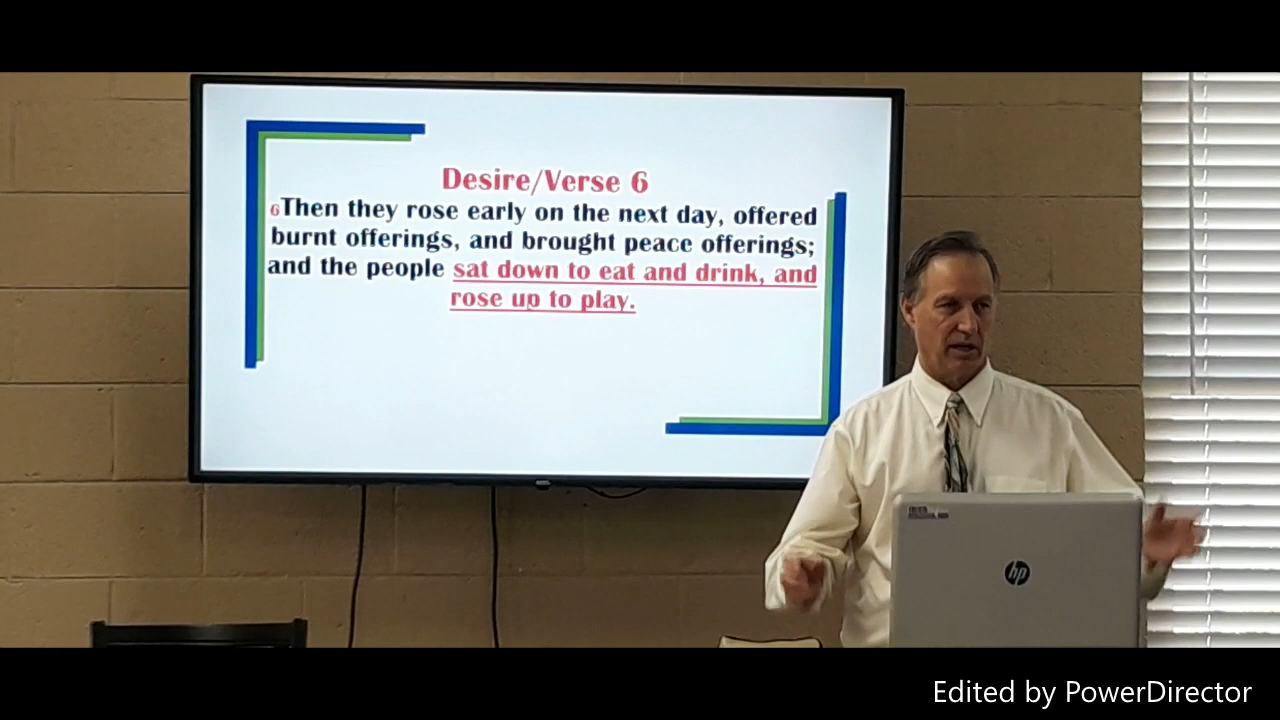 Desire/Verse 6
6Then they rose early on the next day, offered
burnt offerings, and brought peace offerings;
and the people sat down to eat and drink, and
rose up to play.
hp
Edited by PowerDirector